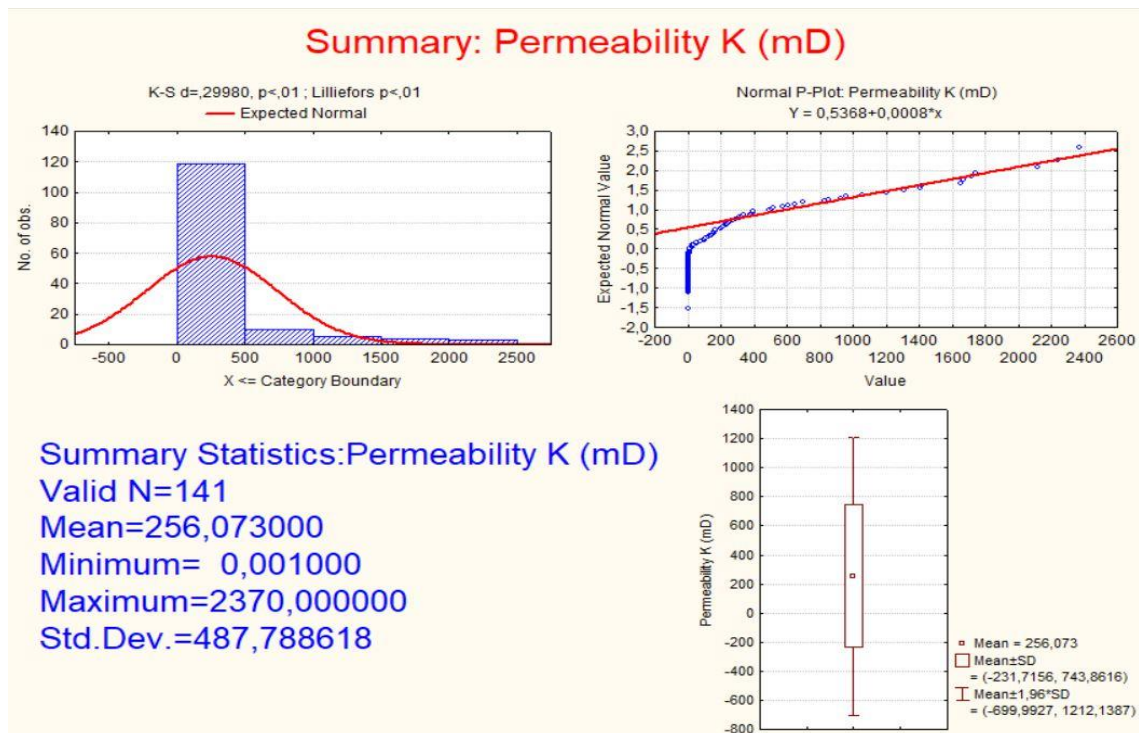 Summary: Permeability K (mD)
K-S d=,29980, p<,01 ; Lilliefors p<,01
Expected Normal
140
120
100
80
60
40
20
0
No. of obs.
-500 0 500 1000 1500 2000 2500
X <= Category Boundary
Normal P-Plot: Permeability K (mD)
Y = 0,5368+0,0008*x
3,0
2,5
2,0
1,5
1,0
0,5
0,0
-0,5
-1,0
-1,5
-2,0
Expected Normal Value
-200 200 600 1000 1400 1800 2200 2600
0 400 800 1200 1600 2000 2400
Value
Summary Statistics:Permeability K (mD)
Valid N=141
Mean=256,073000
Minimum= 0,001000
Maximum=2370,000000
Std.Dev.=487,788618
1400
1200
1000
800
600
400
200
0
-200
-400
-600
-800
Permeability K (mD)
Mean = 256,073
Mean±SD
= (-231,7156, 743,8616)
Mean±1,96*SD
= (-699,9927, 1212,1387)